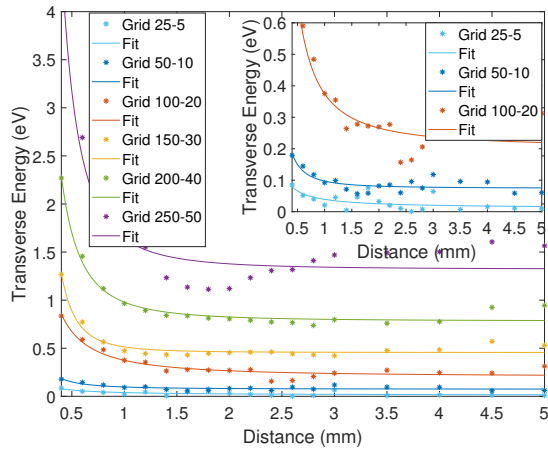 Transverse Energy (eV)
4
3.5
3
2.5
2
1.5
1
0.5
0
0.5 1 1.5 2 2.5 3 3.5 4 4.5 5
Distance (mm)
Grid 25-5
Fit
Grid 50-10
Fit
Grid 100-20
Fit
Grid 150-30
Fit
Grid 200-40
Fit
Grid 250-50
Fit
Transverse Energy (eV)
0.6
0.5
0.4
0.3
0.2
0.1
0
0.5 1 1.5 2 2.5 3 3.5 4 4.5 5
Distance (mm)
Grid 25-5
Fit
Grid 50-10
Fit
Grid 100-20
Fit